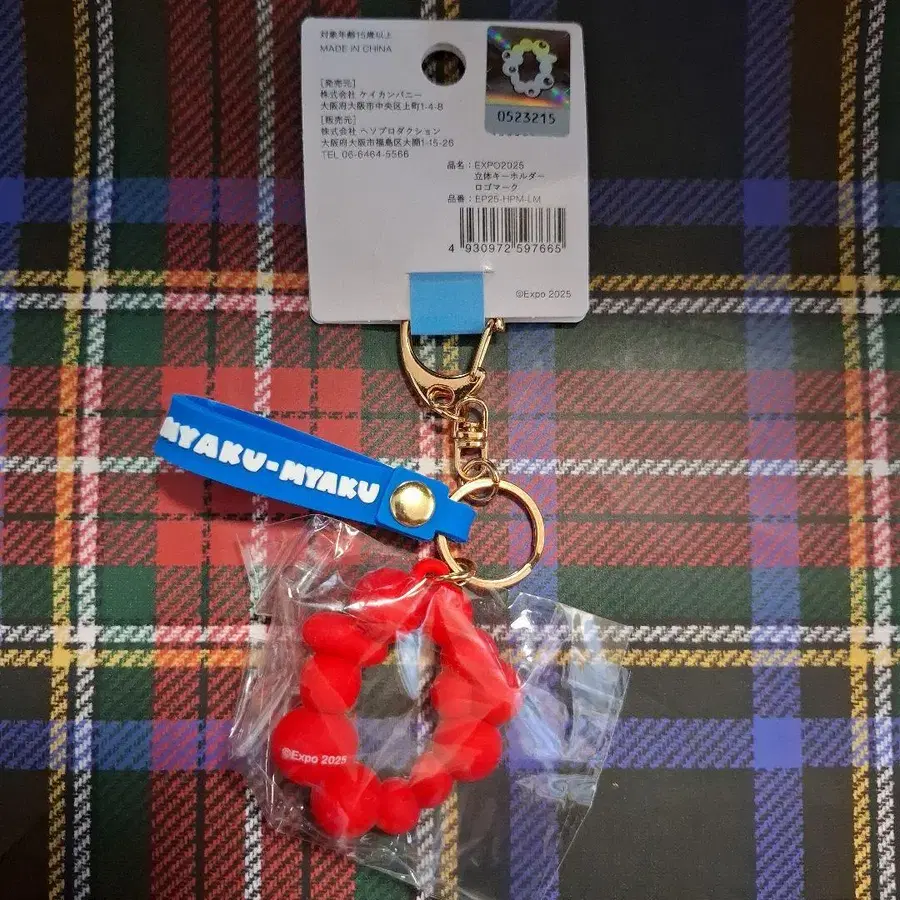 対象年齢15歳以上
MADE IN CHINA
[発売元]
株式会社 ケイカンパニー
大阪府大阪市中央区上町1-4-8
[販売元]
株式会社 ヘソプロダクション
大阪府大阪市福島区大開1-15-26
TEL 06-6464-5566
0523215
品名：EXPO2025
立体キーホルダー
ロゴマーク
品番：EP25-HPM-LM
4 930972 597665
©Expo 2025
MYAKU-MYAKU
©Expo 2025